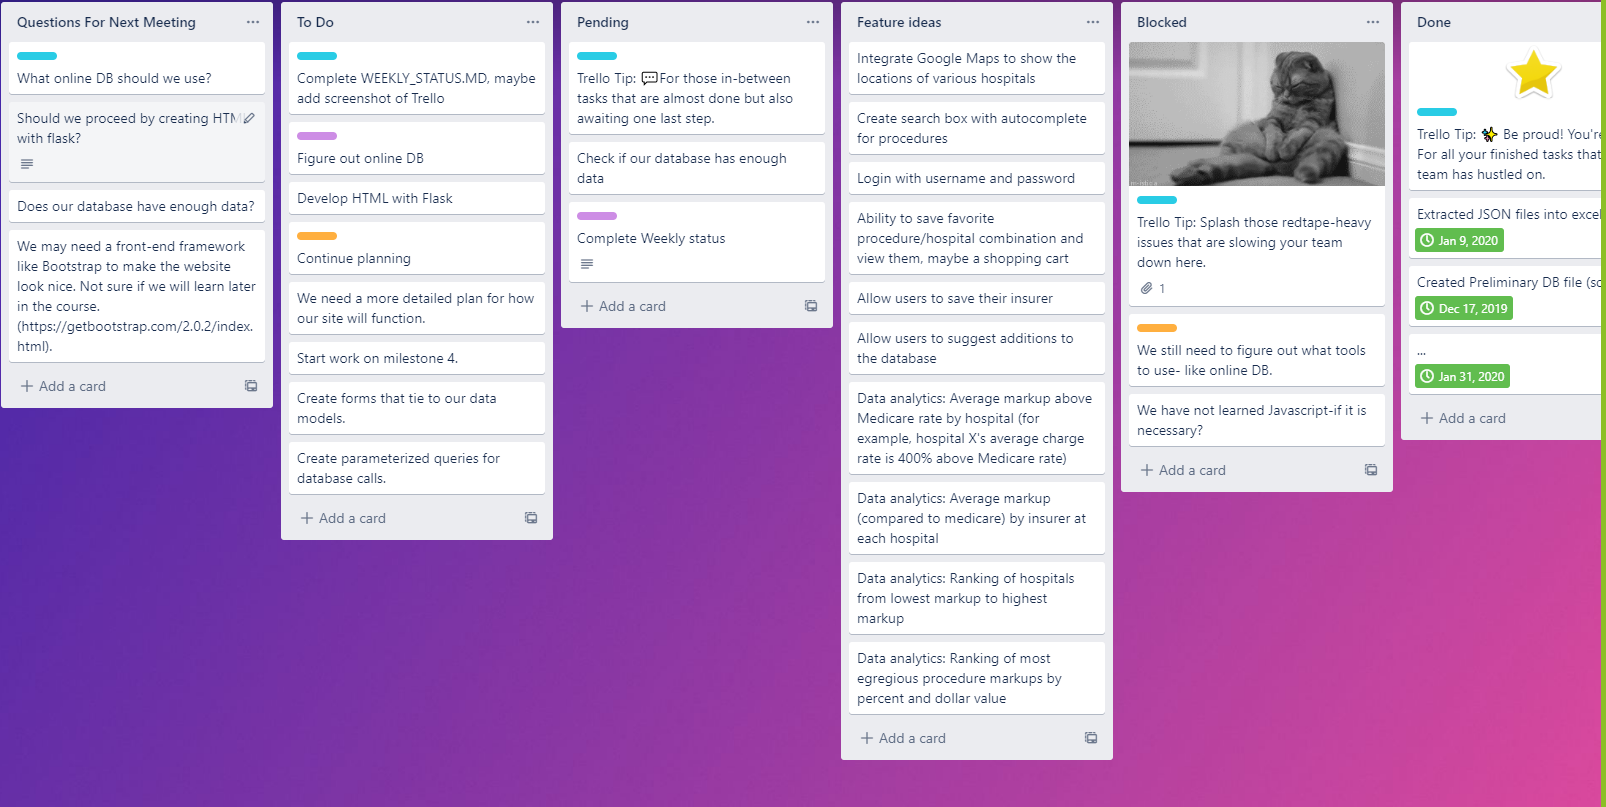 Questions For Next Meeting
What online DB should we use?
Should we proceed by creating
with flask?
Does our database have enough data?
We may need a front-end framework
like Bootstrap to make the website
look nice. Not sure if we will learn later
in the course.
(https://getbootstrap.com/2.0.2/index.
html).
Add a card
To Do
Complete WEEKLY_STATUS.MD, maybe
add screenshot of Trello
Figure out online DB
Develop HTML with Flask
Continue planning
We need a more detailed plan for how
our site will function.
Start work on milestone 4.
Create forms that tie to our data
models.
Create parameterized queries for
database calls.
Add a card
Pending
Trello Tip: 💬For those in-between
tasks that are almost done but also
awaiting one last step.
Check if our database has enough
data
Complete Weekly status
Add a card
Feature ideas
Integrate Google Maps to show the
locations of various hospitals
Create search box with autocomplete
for procedures
Login with username and password
Ability to save favorite
procedure/hospital combination and
view them, maybe a shopping cart
Allow users to save their insurer
Allow users to suggest additions to
the database
Data analytics: Average markup above
Medicare rate by hospital (for
example, hospital X's average charge
rate is 400% above Medicare rate)
Data analytics: Average markup
(compared to medicare) by insurer at
each hospital
Data analytics: Ranking of hospitals
from lowest markup to highest
markup
Data analytics: Ranking of most
egregious procedure markups by
percent and dollar value
Add a card
Blocked
Trello Tip: Splash those redtape-heavy
issues that are slowing your team
down here.
1
We still need to figure out what tools
to use- like online DB.
We have not learned Javascript-if it is
necessary?
Add a card
Done
Trello Tip: ✨ Be proud! You're
For all your finished tasks that
team has hustled on.
Extracted JSON files into
Jan 9, 2020
Created Preliminary DB file
Dec 17, 2019
...
Jan 31, 2020
Add a card